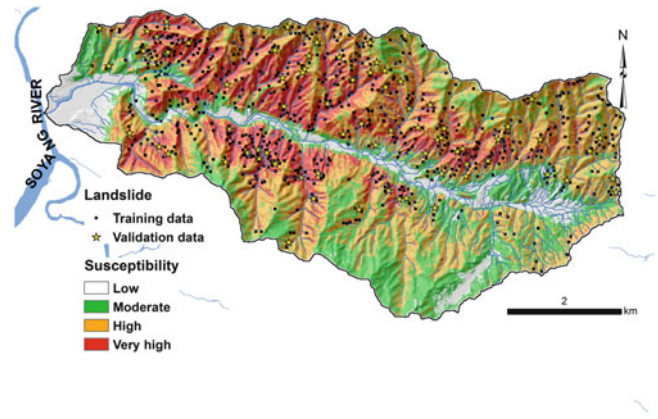 N
SOYANG RIVER
Landslide
Training data
Validation data
Susceptibility
Low
Moderate
High
Very high
2
km